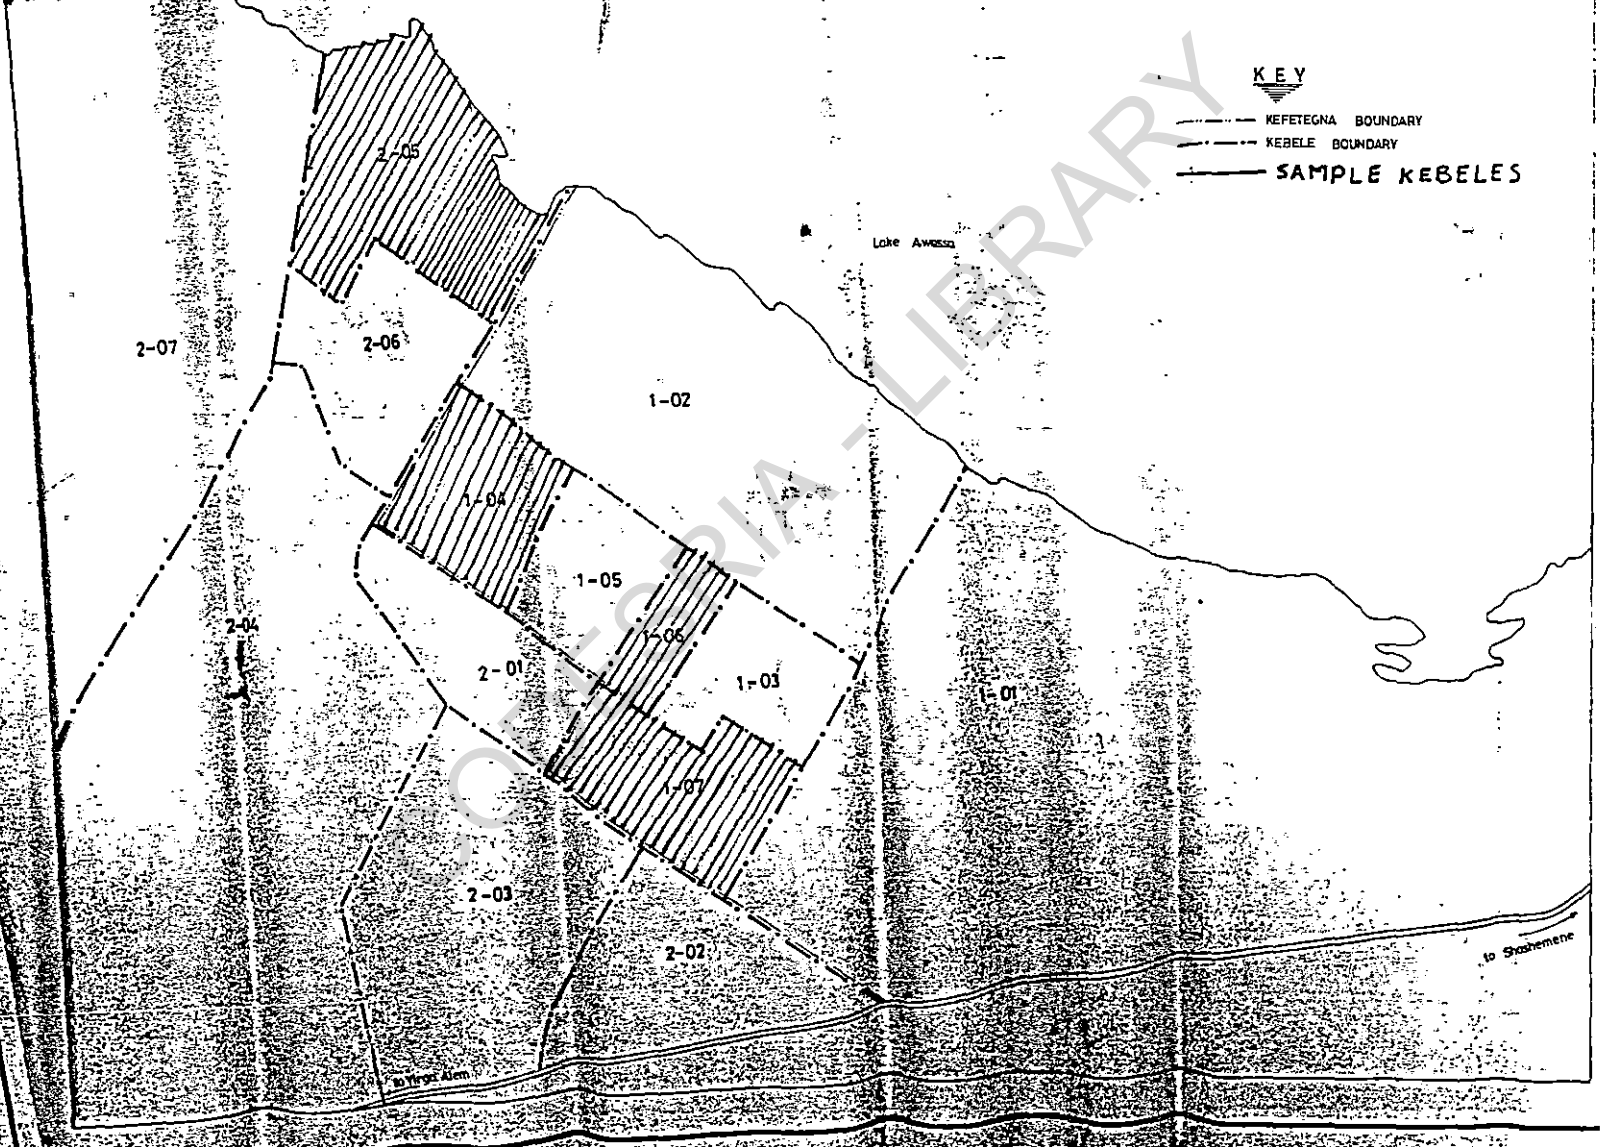 KEY
KEFETEGNA BOUNDARY
KEBELE BOUNDARY
SAMPLE KEBELES
2-05
Lake Awassa
2-07
2-06
1-02
1-04
1-05
2-04
1-06
2-01
1-03
1-01
1-07
2-03
2-02
to Shashemene
to Yirga Alem
CODESRIA - LIBRARY